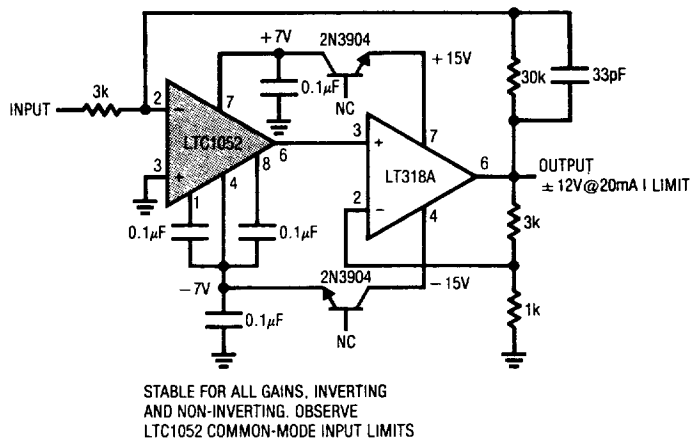 +7V
2N3904
+15V
0.1µF
NC
30k
33pF
INPUT
3k
2
−
7
LTC1052
6
3
+
1
4
8
3
+
7
LT318A
6
2
−
4
OUTPUT
±12V@20mA I LIMIT
3k
0.1µF
0.1µF
−7V
2N3904
−15V
0.1µF
NC
1k
STABLE FOR ALL GAINS, INVERTING
AND NON-INVERTING. OBSERVE
LTC1052 COMMON-MODE INPUT LIMITS